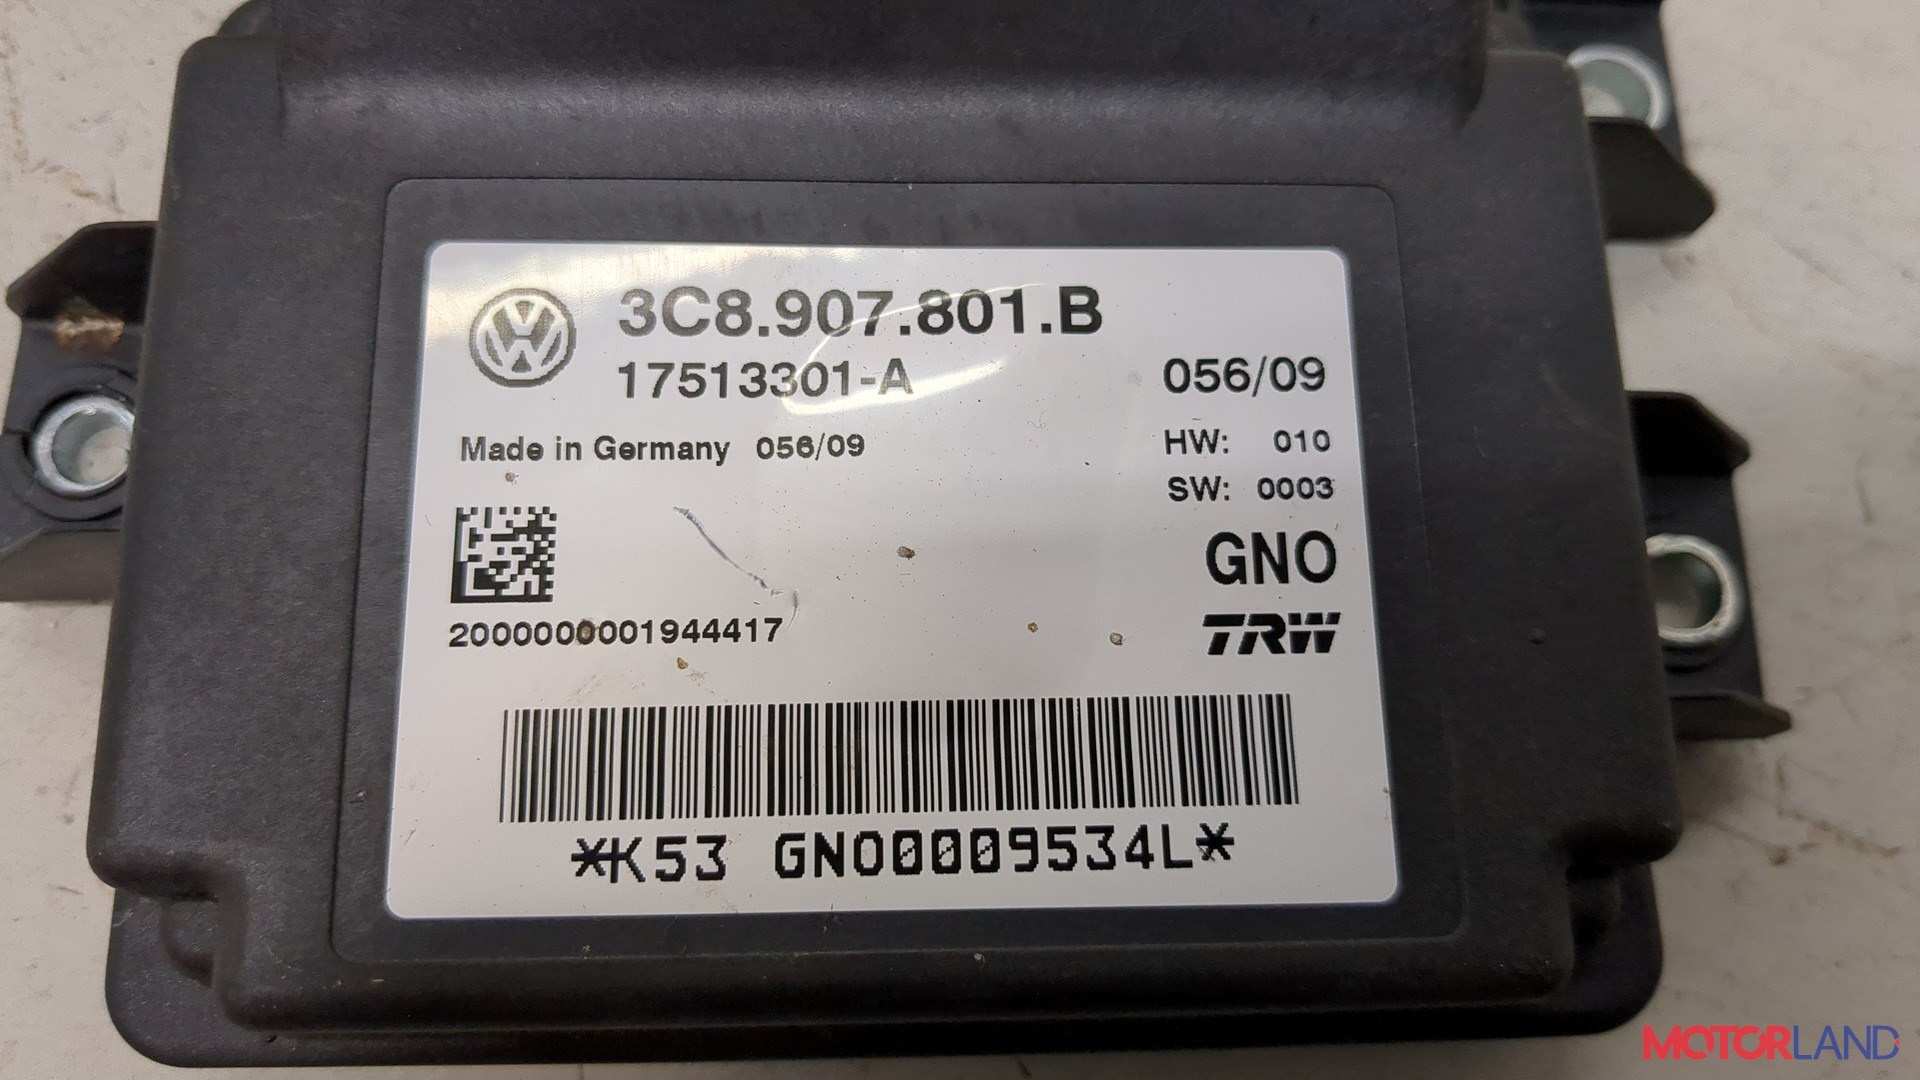 3C8.907.801.B
17513301-A
056/09
Made in Germany 056/09
HW: 010
SW: 0003
GNO
TRW
2000000001944417
*K53 GNO00009534L*
MOTORLAND